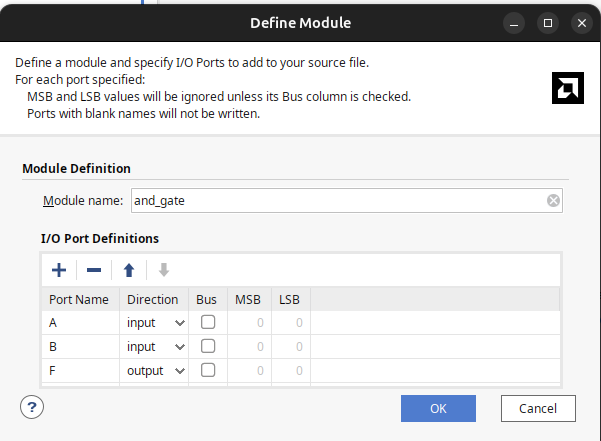 Define Module
Define a module and specify I/O Ports to add to your source file.
For each port specified:
MSB and LSB values will be ignored unless its Bus column is checked.
Ports with blank names will not be written.
Module Definition
Module name: and_gate
I/O Port Definitions
Port Name Direction Bus MSB LSB
A input 0 0
B input 0 0
F output 0 0
? OK Cancel